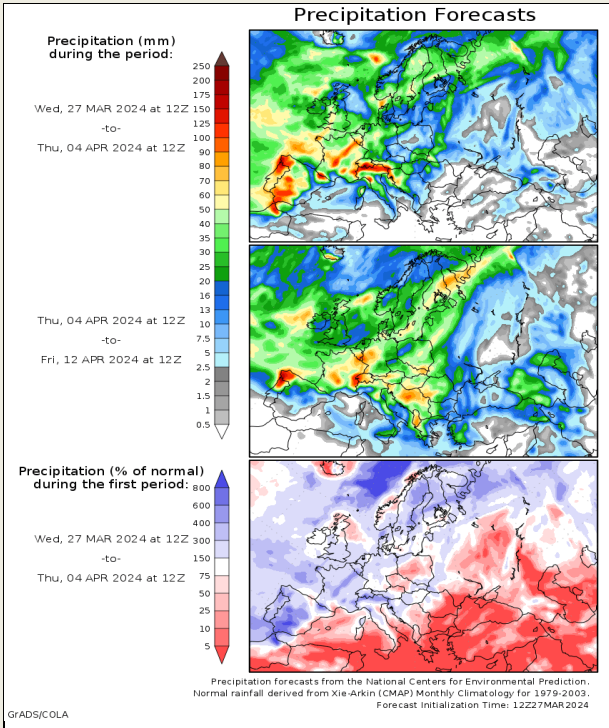 Precipitation Forecasts
Precipitation (mm)
during the period:
Wed, 27 MAR 2024 at 12Z
-to-
Thu, 04 APR 2024 at 12Z
250
200
175
150
125
100
90
80
70
60
50
40
35
30
25
20
16
13
10
7.5
5
2.5
2
1.5
1
0.5
Thu, 04 APR 2024 at 12Z
-to-
Fri, 12 APR 2024 at 12Z
Precipitation (% of normal)
during the first period:
Wed, 27 MAR 2024 at 12Z
-to-
Thu, 04 APR 2024 at 12Z
800
600
400
300
150
75
50
25
10
5
Precipitation forecasts from the National Centers for Environmental Prediction.
Normal rainfall derived from Xie-Arkin (CMAP) Monthly Climatology for 1979-2003.
Forecast Initialization Time: 12Z27MAR2024
GrADS/COLA